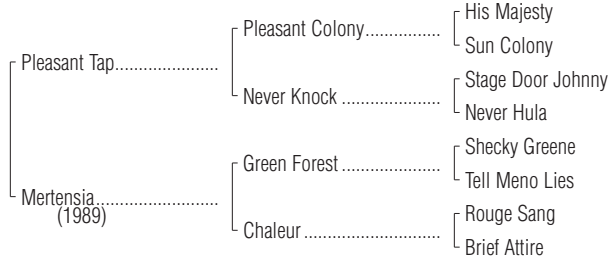 His Majesty
Pleasant Colony..................
Sun Colony
Pleasant Tap.........................
Stage Door Johnny
Never Knock .......................
Never Hula
Shecky Greene
Green Forest .......................
Tell Meno Lies
Mertensia.............................
(1989)
Rouge Sang
Chaleur ................................
Brief Attire